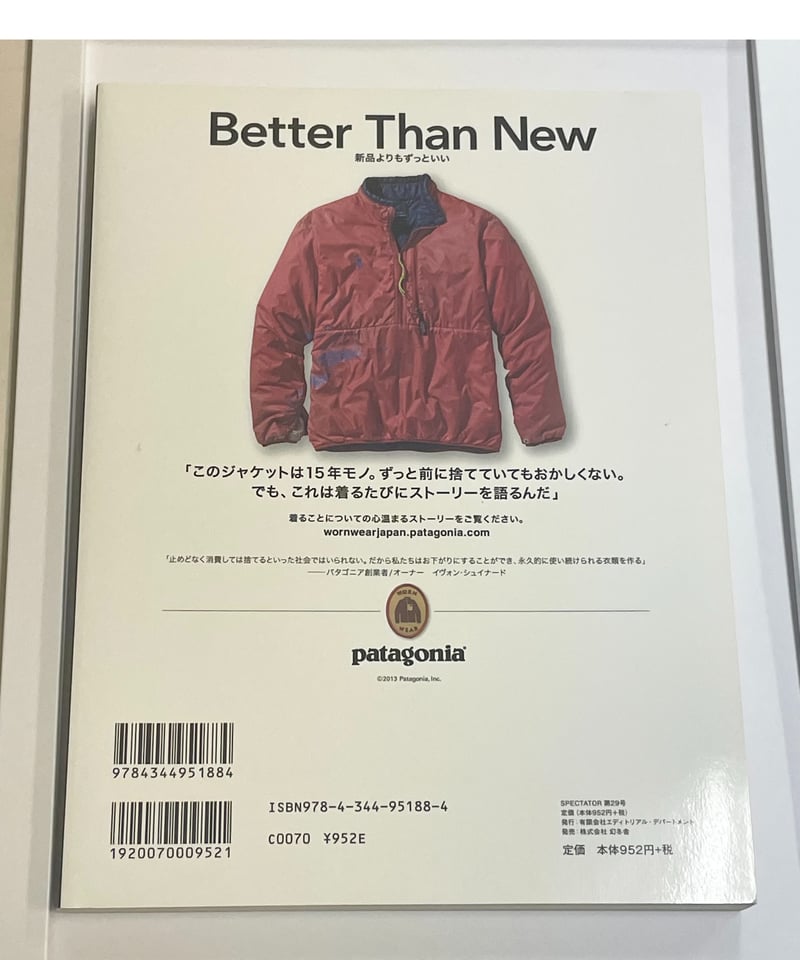 Better Than New
新品よりもずっといい
「このジャケットは15年モノ。ずっと前に捨てていてもおかしくない。
でも、これは着るたびにストーリーを語るんだ」
着ることについての心温まるストーリーをご覧ください。
wornwearjapan.patagonia.com
「止めどなく消費しては捨てるといった社会ではいられない。だから私たちはお下がりにすることができ、永久的に使い続けられる衣類を作る」
——パタゴニア創業者/オーナー　イヴォン・シュイナード
WORN
WEAR
patagonia®
©2013 Patagonia, Inc.
9784344951884
1920070009521
ISBN978-4-344-95188-4
C0070 ¥952E
SPECTATOR 第29号
定価（本体952円+税）
発行：有限会社エディトリアル・デパートメント
発売：株式会社 幻冬舎
定価　本体952円+税